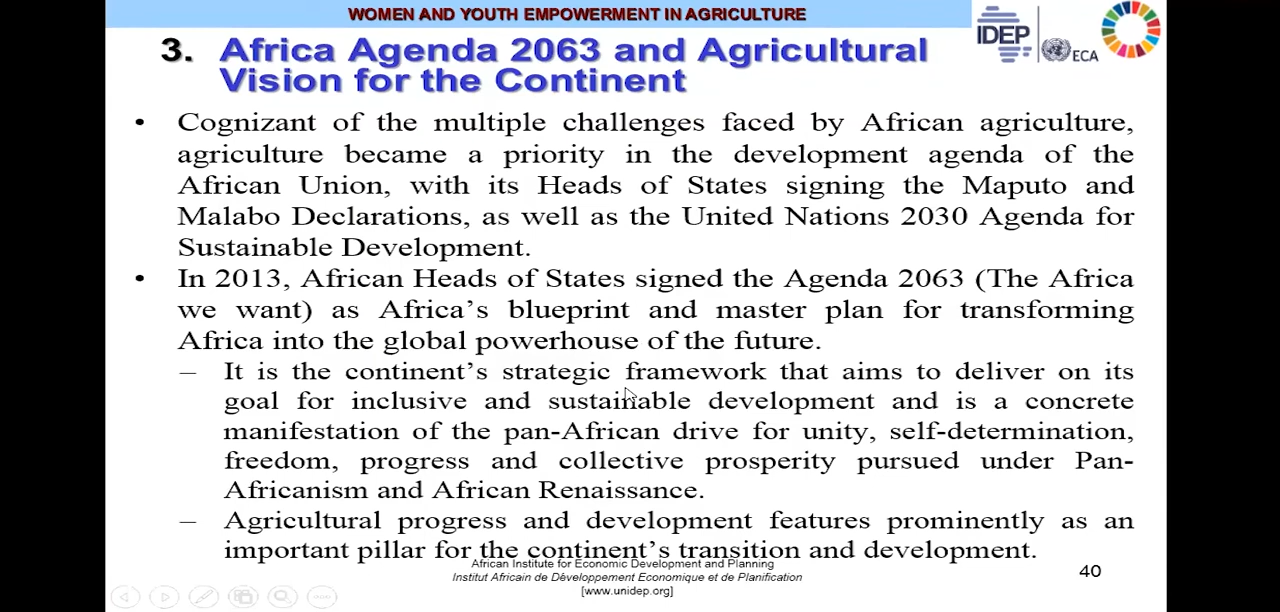 WOMEN AND YOUTH EMPOWERMENT IN AGRICULTURE
IDEP
ECA
3. Africa Agenda 2063 and Agricultural
Vision for the Continent
• Cognizant of the multiple challenges faced by African agriculture,
agriculture became a priority in the development agenda of the
African Union, with its Heads of States signing the Maputo and
Malabo Declarations, as well as the United Nations 2030 Agenda for
Sustainable Development.
• In 2013, African Heads of States signed the Agenda 2063 (The Africa
we want) as Africa's blueprint and master plan for transforming
Africa into the global powerhouse of the future.
– It is the continent's strategic framework that aims to deliver on its
goal for inclusive and sustainable development and is a concrete
manifestation of the pan-African drive for unity, self-determination,
freedom, progress and collective prosperity pursued under Pan-
Africanism and African Renaissance.
– Agricultural progress and development features prominently as an
important pillar for the continent's transition and development.
African Institute for Economic Development and Planning
Institut Africain de Développement Economique et de Planification
[www.unidep.org]
40